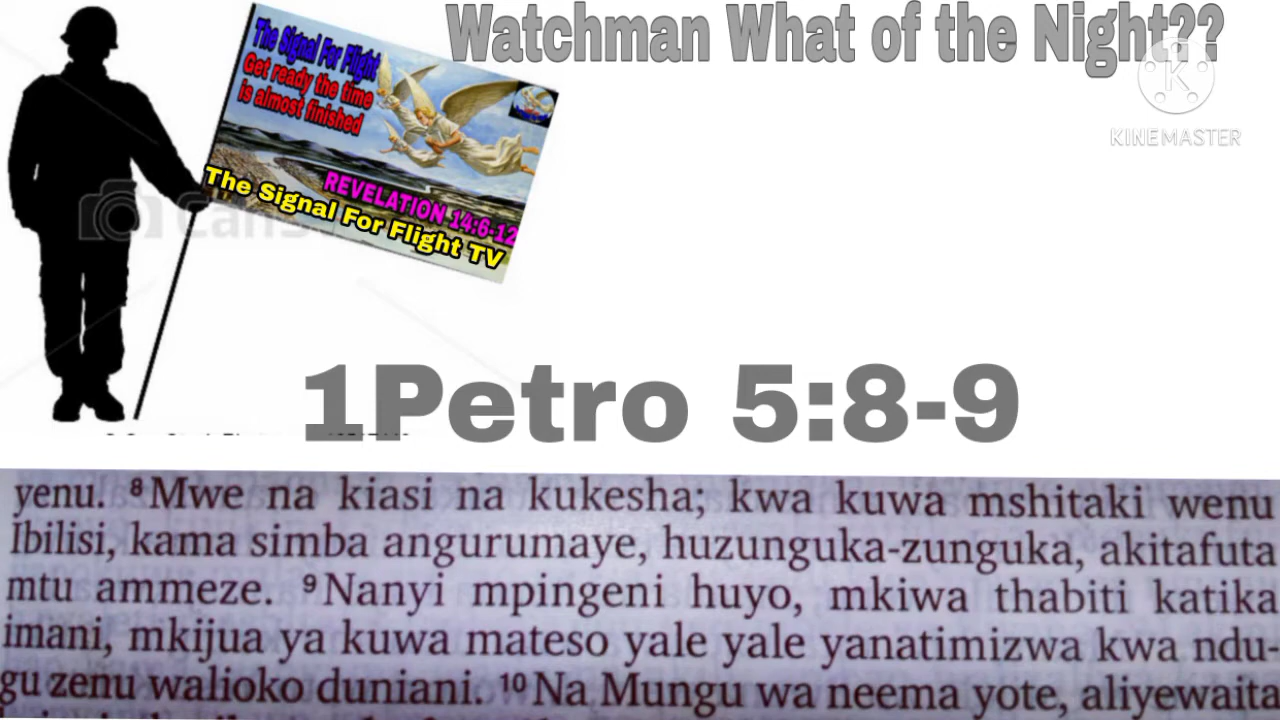 Watchman What of the Night??
The Signal For Flight
Get ready the time
is almost finished
REVELATION 14:6-12
The Signal For Flight TV
KINEMASTER
1Petro 5:8-9
yenu. ⁸Mwe na kiasi na kukesha; kwa kuwa mshitaki wenu
Ibilisi, kama simba angurumaye, huzunguka-zunguka, akitafuta
mtu ammeze. ⁹Nanyi mpingeni huyo, mkiwa thabiti katika
imani, mkijua ya kuwa mateso yale yale yanatimizwa kwa ndu-
gu zenu walioko duniani. ¹⁰Na Mungu wa neema yote, aliyewaita